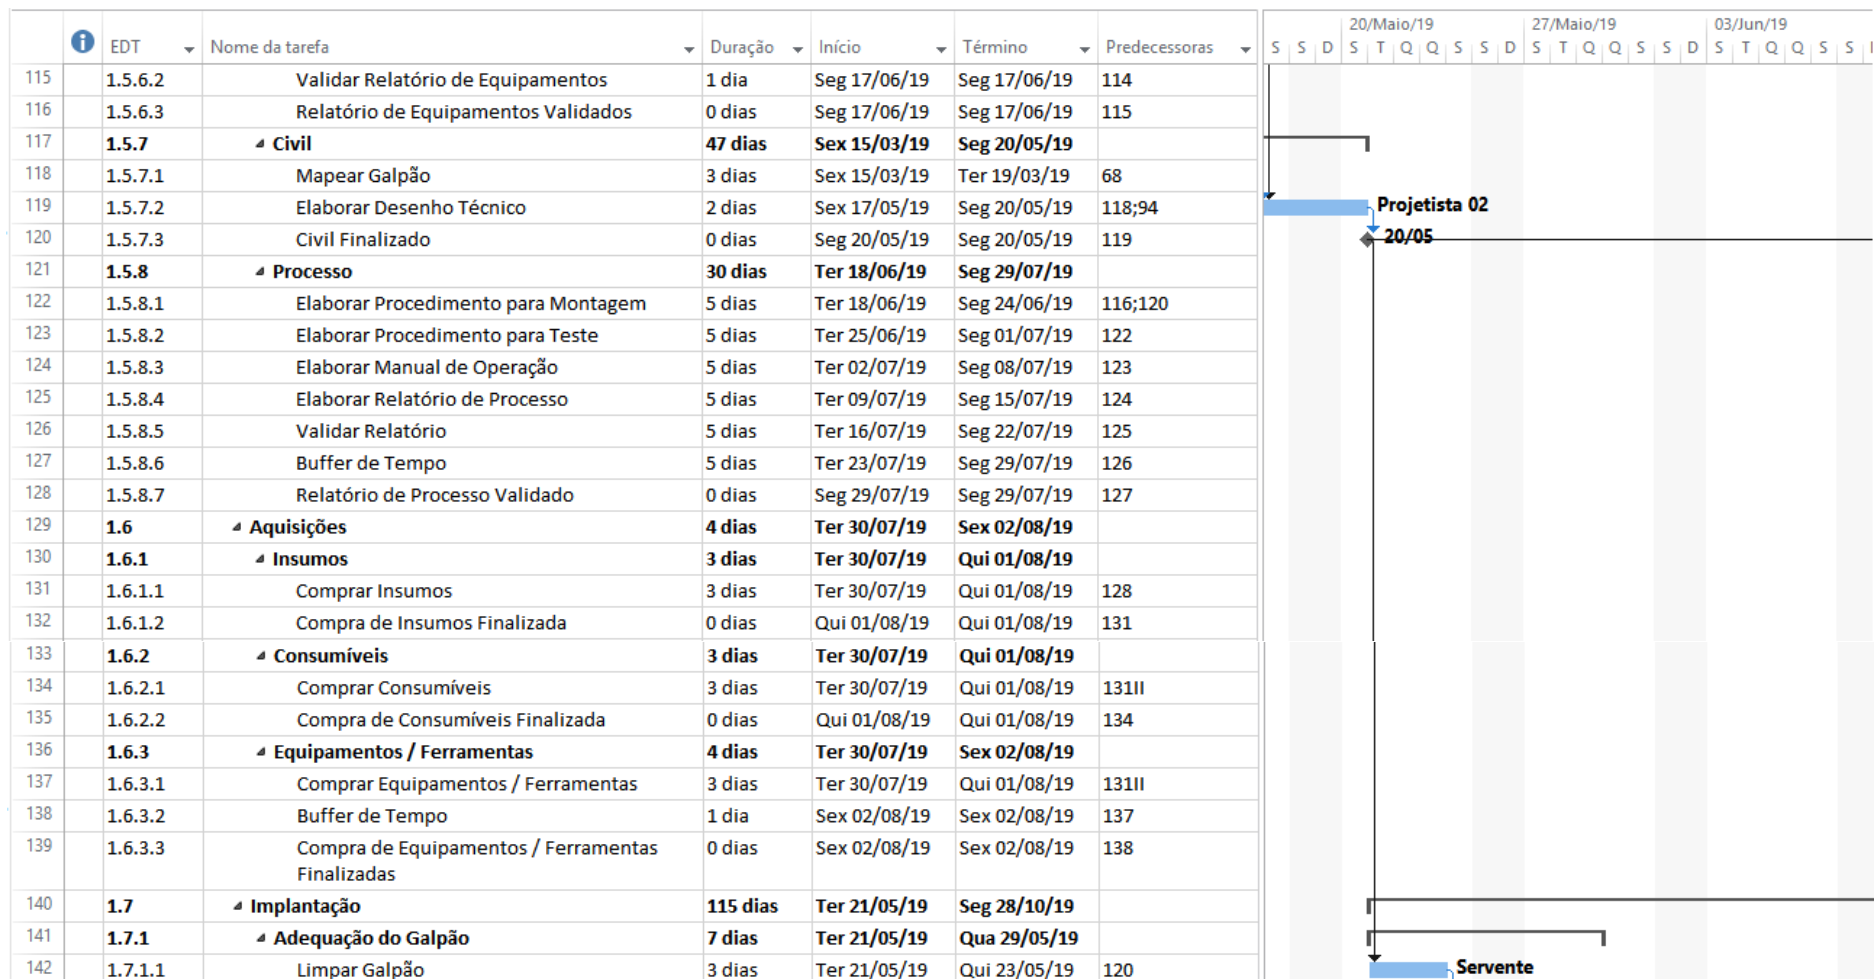 20/Maio/19 27/Maio/19 03/Jun/19
EDT Nome da tarefa Duração Início Término Predecessoras S S D S T Q Q S S D S T Q Q S S D S T Q Q S S
115 1.5.6.2 Validar Relatório de Equipamentos 1 dia Seg 17/06/19 Seg 17/06/19 114
116 1.5.6.3 Relatório de Equipamentos Validados 0 dias Seg 17/06/19 Seg 17/06/19 115
117 1.5.7 Civil 47 dias Sex 15/03/19 Seg 20/05/19
118 1.5.7.1 Mapear Galpão 3 dias Sex 15/03/19 Ter 19/03/19 68
119 1.5.7.2 Elaborar Desenho Técnico 2 dias Sex 17/05/19 Seg 20/05/19 118;94 Projetista 02
120 1.5.7.3 Civil Finalizado 0 dias Seg 20/05/19 Seg 20/05/19 119 20/05
121 1.5.8 Processo 30 dias Ter 18/06/19 Seg 29/07/19
122 1.5.8.1 Elaborar Procedimento para Montagem 5 dias Ter 18/06/19 Seg 24/06/19 116;120
123 1.5.8.2 Elaborar Procedimento para Teste 5 dias Ter 25/06/19 Seg 01/07/19 122
124 1.5.8.3 Elaborar Manual de Operação 5 dias Ter 02/07/19 Seg 08/07/19 123
125 1.5.8.4 Elaborar Relatório de Processo 5 dias Ter 09/07/19 Seg 15/07/19 124
126 1.5.8.5 Validar Relatório 5 dias Ter 16/07/19 Seg 22/07/19 125
127 1.5.8.6 Buffer de Tempo 5 dias Ter 23/07/19 Seg 29/07/19 126
128 1.5.8.7 Relatório de Processo Validado 0 dias Seg 29/07/19 Seg 29/07/19 127
129 1.6 Aquisições 4 dias Ter 30/07/19 Sex 02/08/19
130 1.6.1 Insumos 3 dias Ter 30/07/19 Qui 01/08/19
131 1.6.1.1 Comprar Insumos 3 dias Ter 30/07/19 Qui 01/08/19 128
132 1.6.1.2 Compra de Insumos Finalizada 0 dias Qui 01/08/19 Qui 01/08/19 131
133 1.6.2 Consumíveis 3 dias Ter 30/07/19 Qui 01/08/19
134 1.6.2.1 Comprar Consumíveis 3 dias Ter 30/07/19 Qui 01/08/19 131II
135 1.6.2.2 Compra de Consumíveis Finalizada 0 dias Qui 01/08/19 Qui 01/08/19 134
136 1.6.3 Equipamentos / Ferramentas 4 dias Ter 30/07/19 Sex 02/08/19
137 1.6.3.1 Comprar Equipamentos / Ferramentas 3 dias Ter 30/07/19 Qui 01/08/19 131II
138 1.6.3.2 Buffer de Tempo 1 dia Sex 02/08/19 Sex 02/08/19 137
139 1.6.3.3 Compra de Equipamentos / Ferramentas 0 dias Sex 02/08/19 Sex 02/08/19 138
Finalizadas
140 1.7 Implantação 115 dias Ter 21/05/19 Seg 28/10/19
141 1.7.1 Adequação do Galpão 7 dias Ter 21/05/19 Qua 29/05/19
142 1.7.1.1 Limpar Galpão 3 dias Ter 21/05/19 Qui 23/05/19 120 Servente